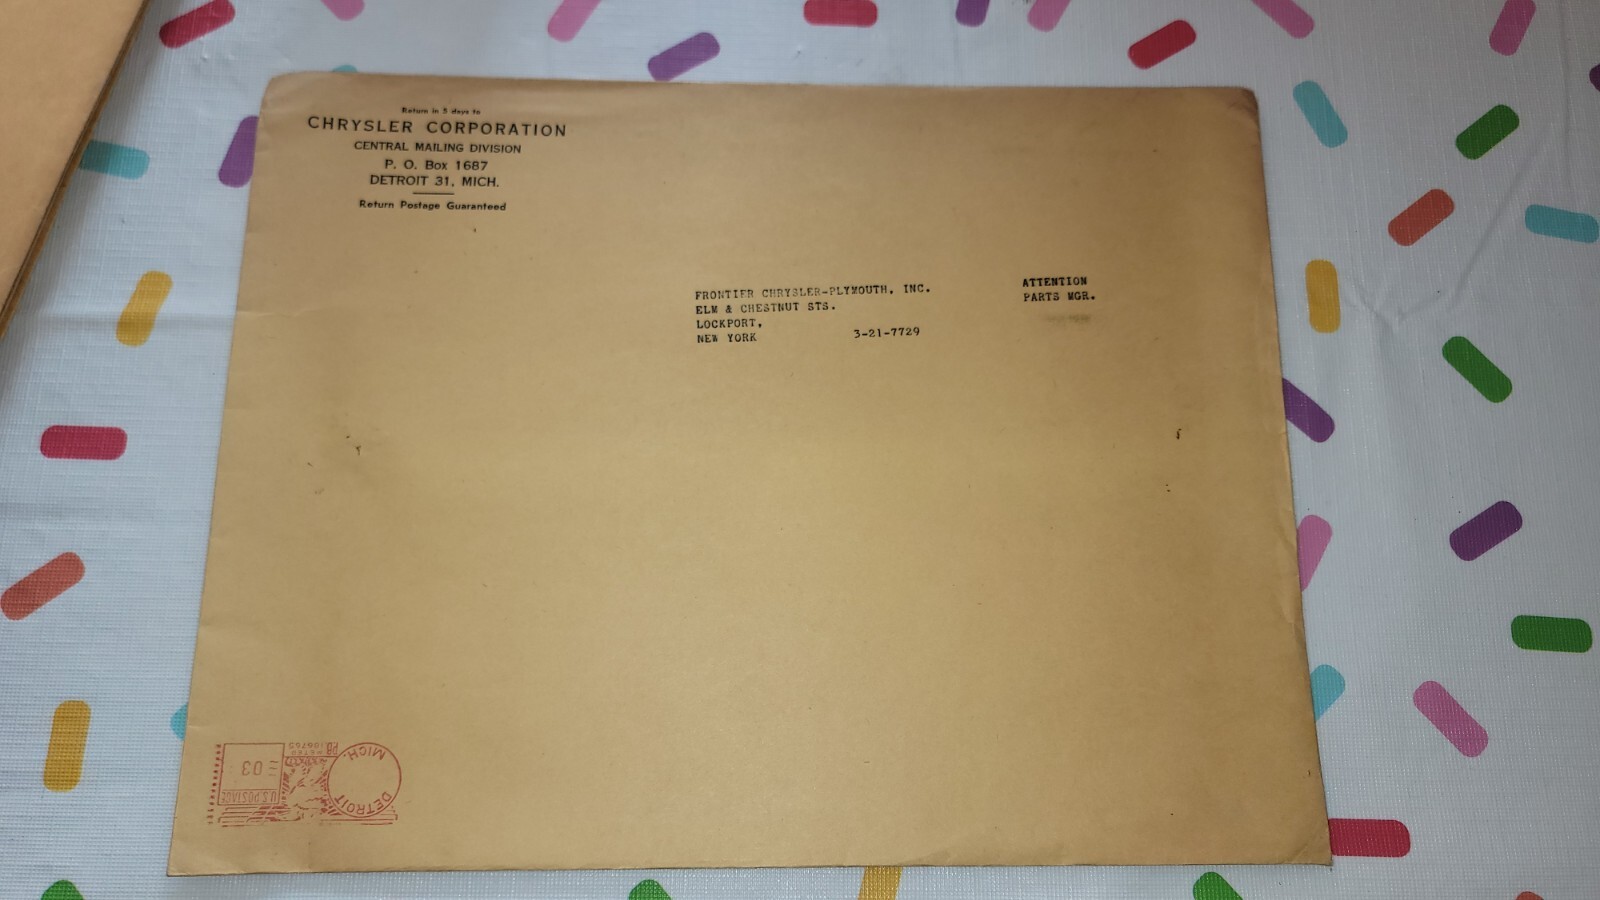 Return in 5 days to
CHRYSLER CORPORATION
CENTRAL MAILING DIVISION
P. O. Box 1687
DETROIT 31, MICH.
Return Postage Guaranteed
FRONTIER CHRYSLER-PLYMOUTH, INC.
ELM & CHESTNUT STS.
LOCKPORT,
NEW YORK 3-21-7729
ATTENTION
PARTS MGR.
DETROIT
MICH.
U.S. POSTAGE
03
METER